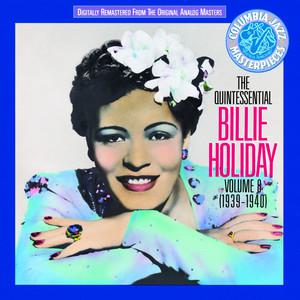 DIGITALLY REMASTERED FROM THE ORIGINAL ANALOG MASTERS
COLUMBIA JAZZ
MASTERPIECES
THE
QUINTESSENTIAL
BILLIE
HOLIDAY
VOLUME 8
(1939-1940)